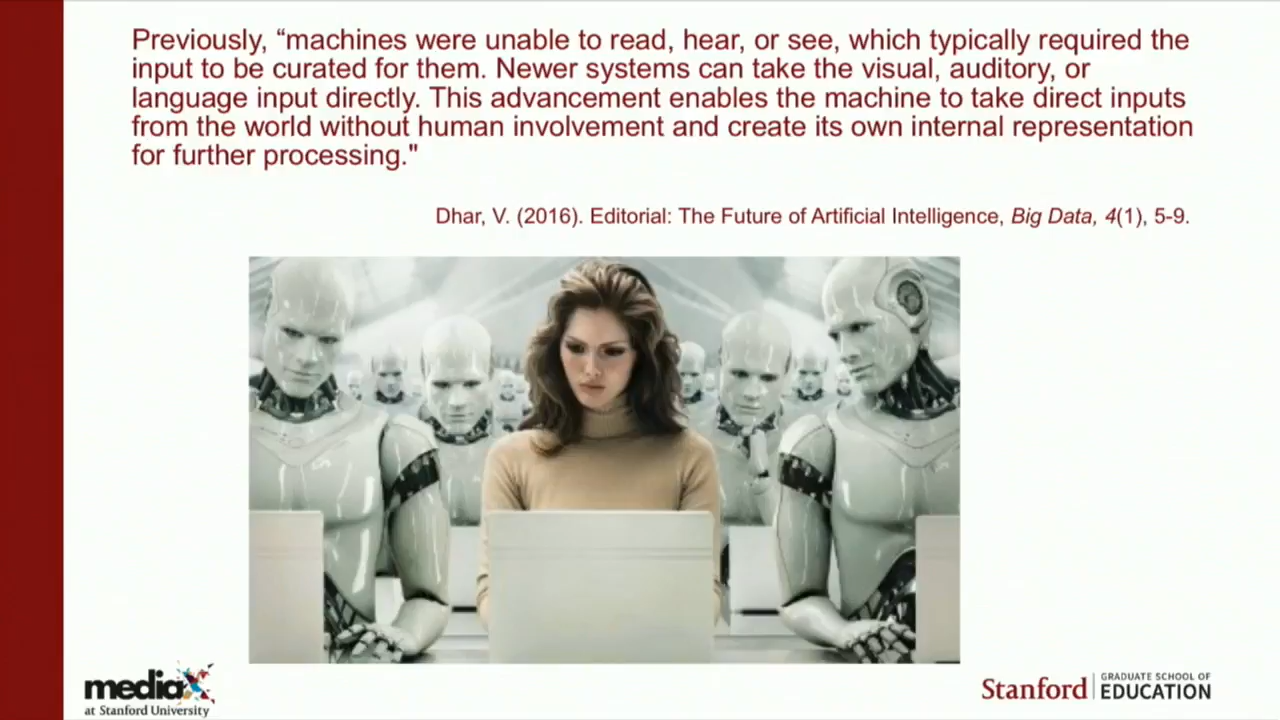 Previously, “machines were unable to read, hear, or see, which typically required the
input to be curated for them. Newer systems can take the visual, auditory, or
language input directly. This advancement enables the machine to take direct inputs
from the world without human involvement and create its own internal representation
for further processing."
Dhar, V. (2016). Editorial: The Future of Artificial Intelligence, Big Data, 4(1), 5-9.
mediaX
at Stanford University
Stanford
GRADUATE SCHOOL OF
EDUCATION